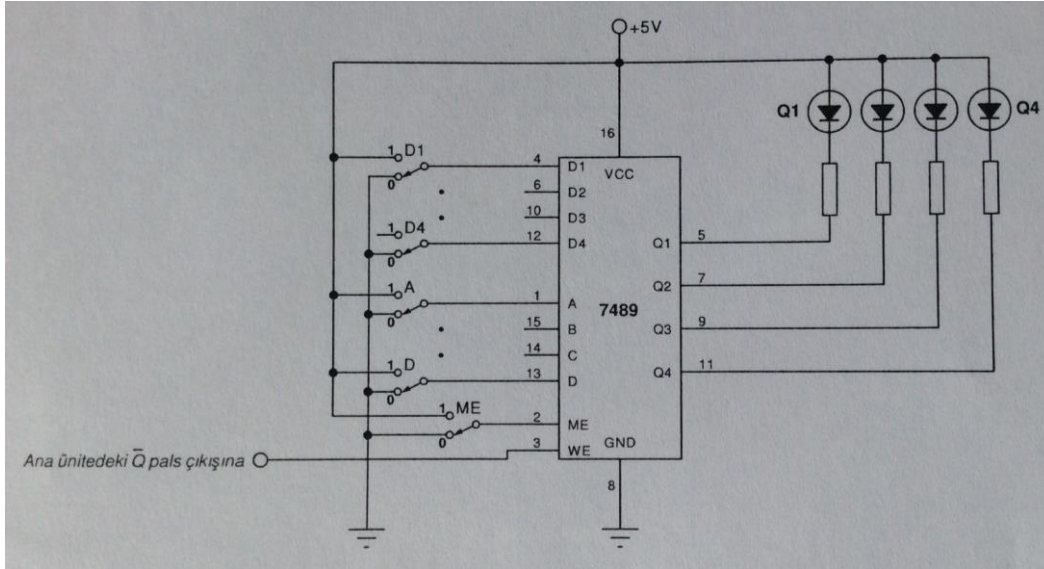 +5V
Q1 Q4
16
1 D1 4 D1 VCC
0 6 D2
10 D3
1 D4 12 D4 Q1 5
0
Q2 7
1 A 1 A 7489
0 15 B Q3 9
14 C
1 D 13 D Q4 11
0
1 ME 2 ME
0 3 WE GND
Ana ünitedeki Q̅ pals çıkışına
8